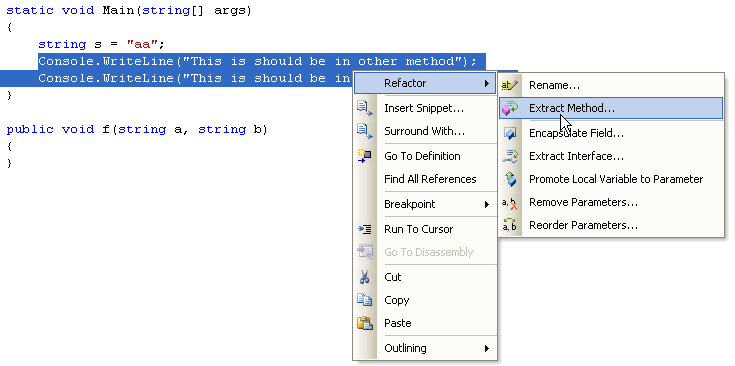 static void Main(string[] args)
{
string s = "aa";
Console.WriteLine("This is should be in other method");
Console.WriteLine("This is should be in
}
public void f(string a, string b)
{
}
Refactor
Insert Snippet...
Surround With...
Go To Definition
Find All References
Breakpoint
Run To Cursor
Go To Disassembly
Cut
Copy
Paste
Outlining
Rename...
Extract Method...
Encapsulate Field...
Extract Interface...
Promote Local Variable to Parameter
Remove Parameters...
Reorder Parameters...